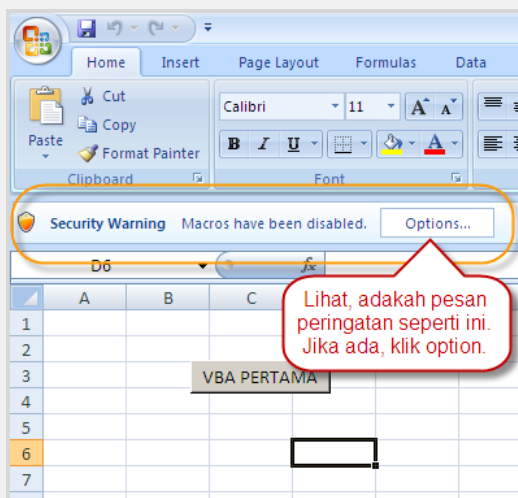 Home Insert Page Layout Formulas Data
Cut
Copy
Paste
Format Painter
Calibri 11 A A
B I U A
Clipboard Font
Security Warning Macros have been disabled. Options...
D6 fx
A B C
Lihat, adakah pesan
peringatan seperti ini.
Jika ada, klik option.
1
2
3 VBA PERTAMA
4
5
6
7